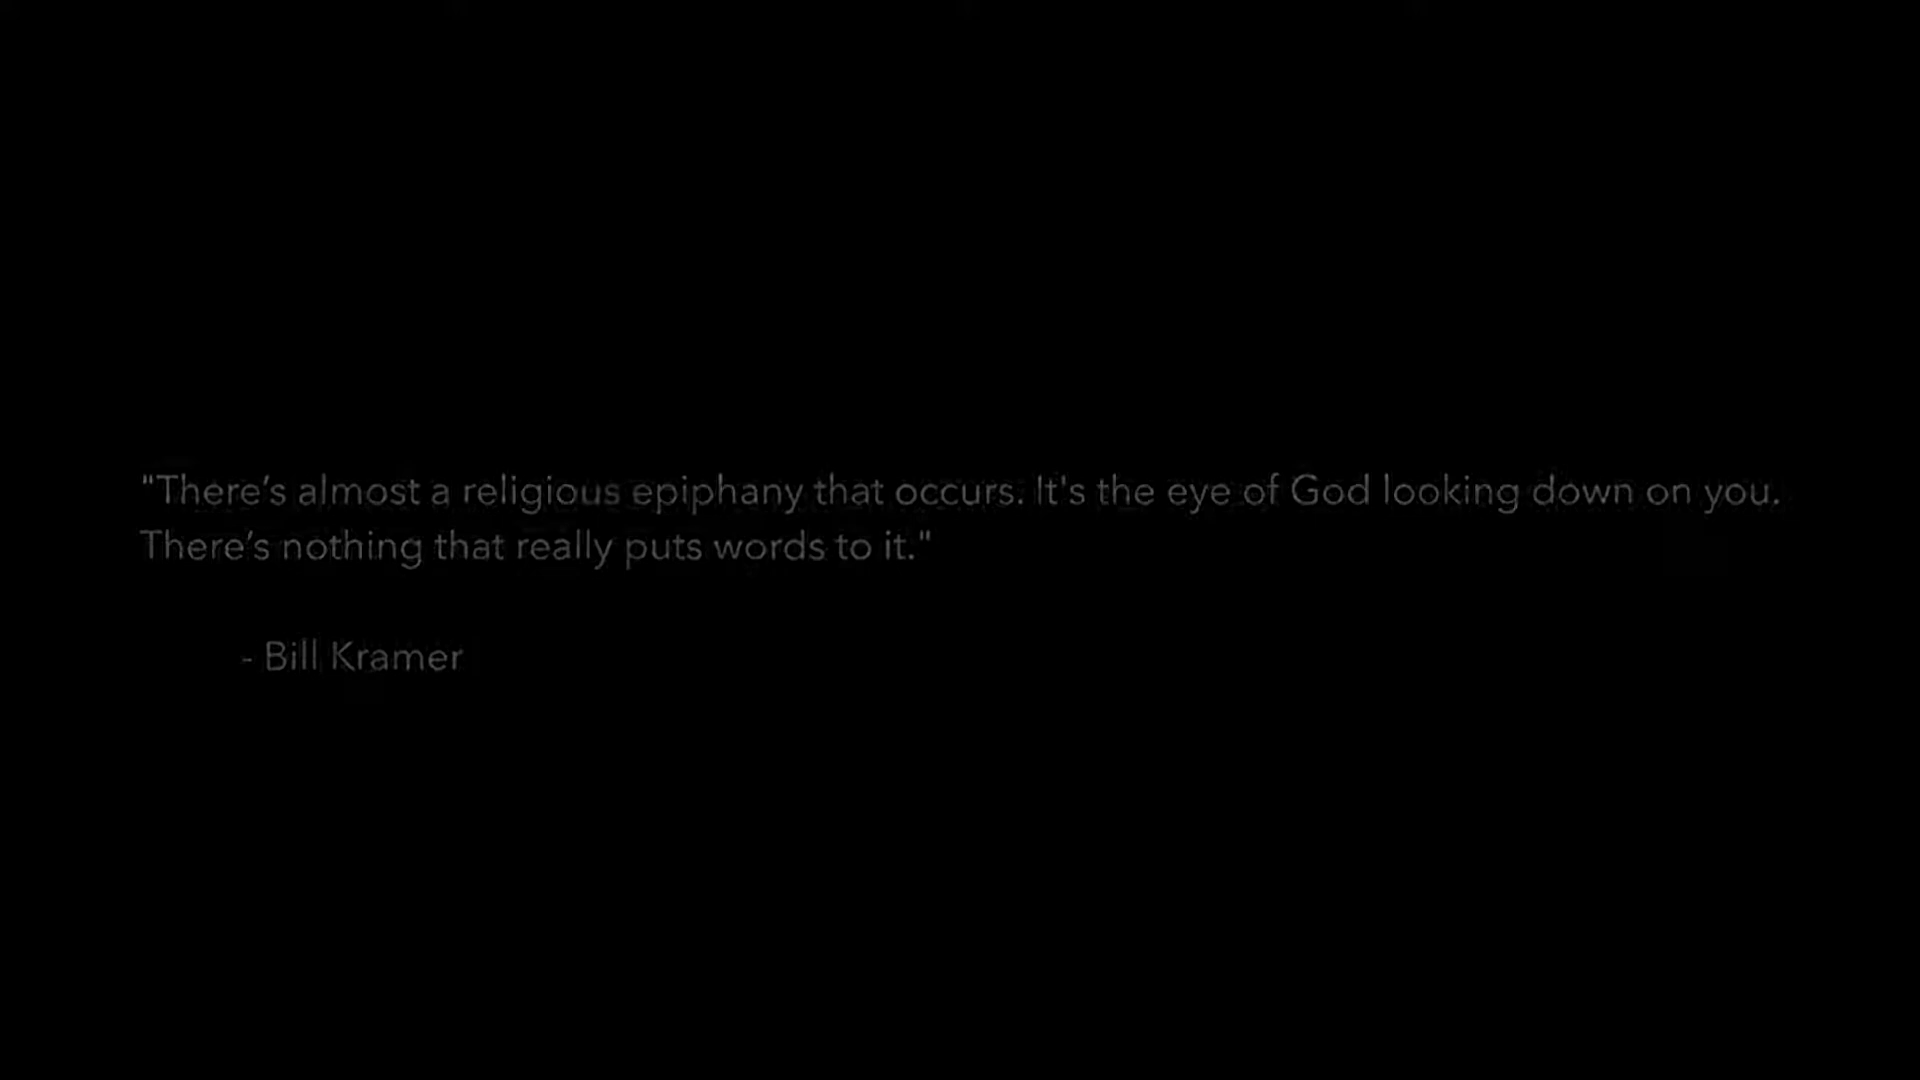 "There’s almost a religious epiphany that occurs. It's the eye of God looking down on you.
There’s nothing that really puts words to it."
- Bill Kramer